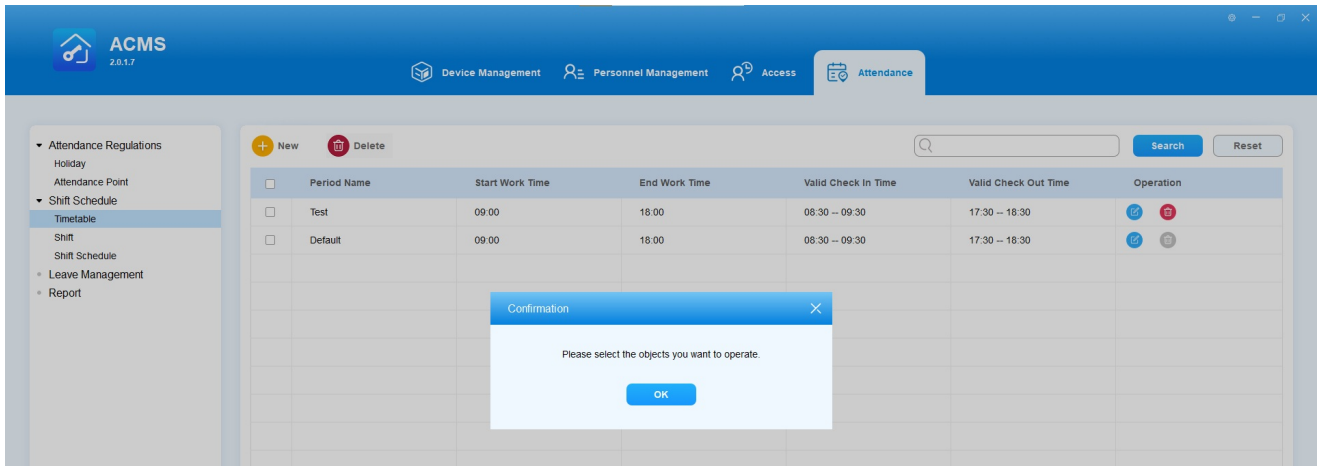 ACMS
2.0.1.7
Device Management Personnel Management Access Attendance
Attendance Regulations
Holiday
Attendance Point
Shift Schedule
Timetable
Shift
Shift Schedule
Leave Management
Report
New Delete Search Reset
Period Name Start Work Time End Work Time Valid Check In Time Valid Check Out Time Operation
Test 09:00 18:00 08:30 -- 09:30 17:30 -- 18:30
Default 09:00 18:00 08:30 -- 09:30 17:30 -- 18:30
Confirmation
Please select the objects you want to operate.
OK